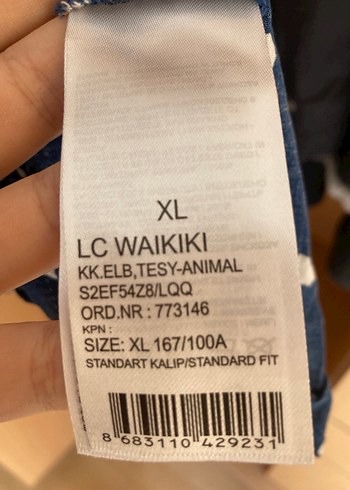 XL
LC WAIKIKI
KK.ELB,TESY-ANIMAL
S2EF54Z8/LQQ
ORD.NR : 773146
KPN :
SIZE: XL 167/100A
STANDART KALIP/STANDARD FIT
8 683110 429231